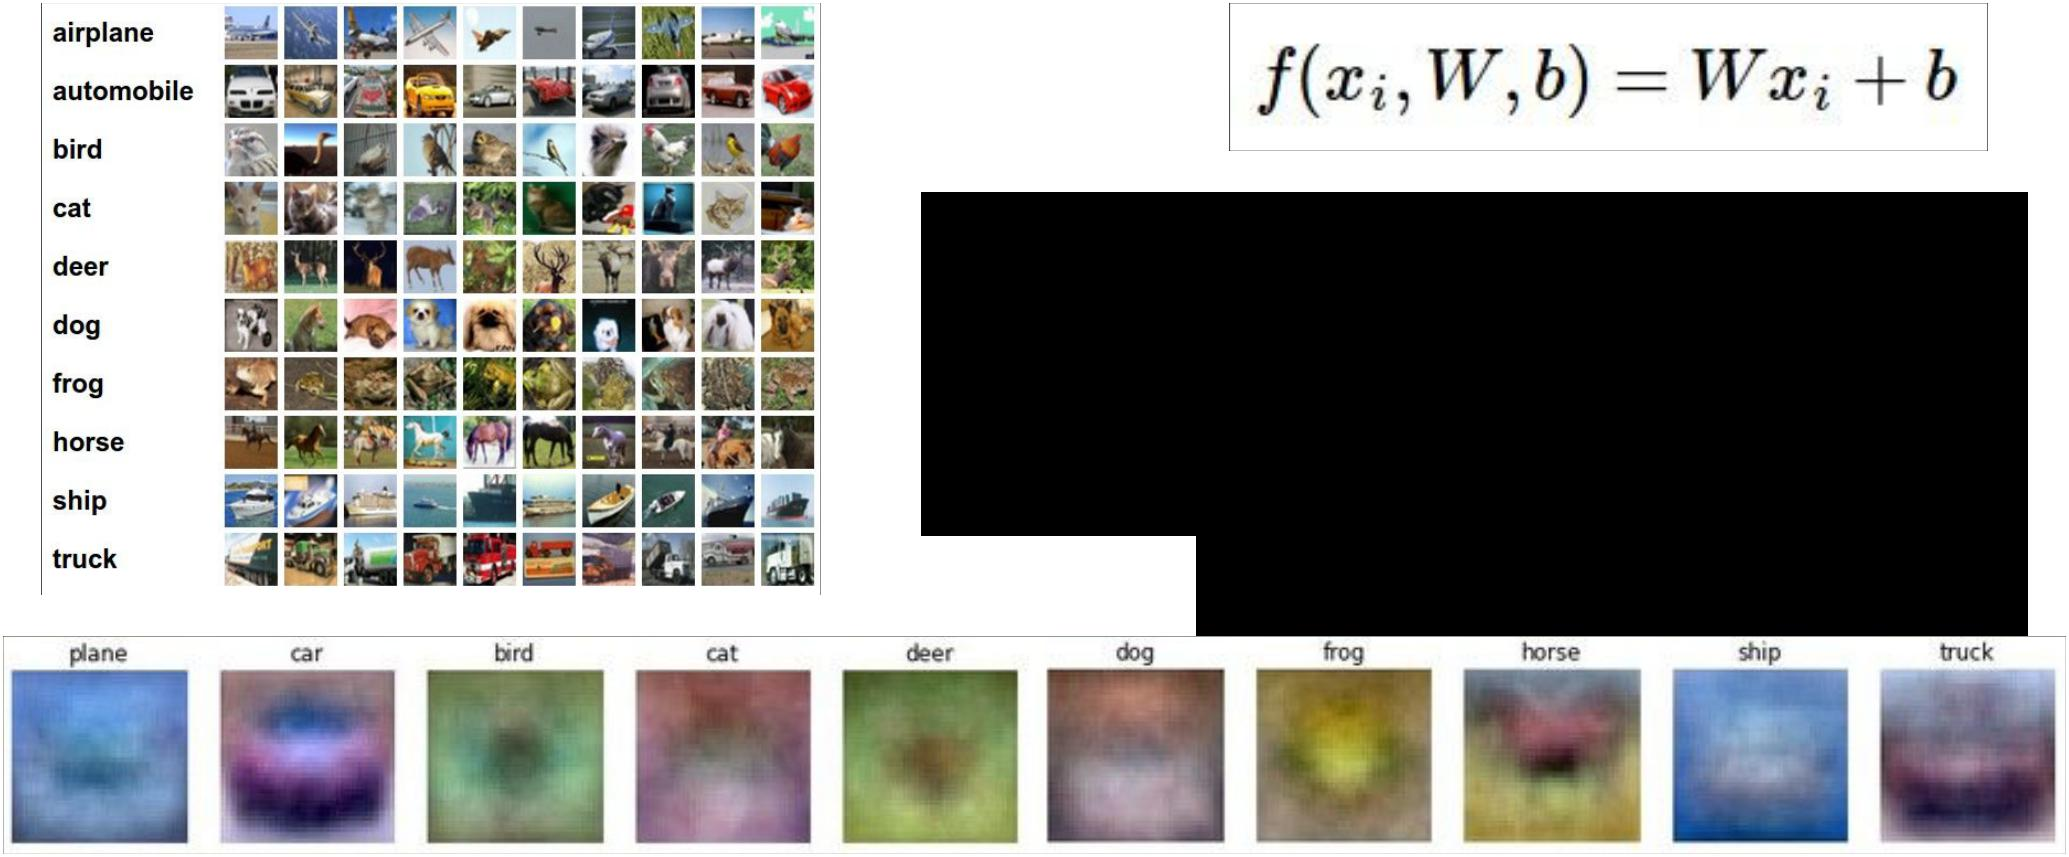 airplane
automobile
bird
cat
deer
dog
frog
horse
ship
truck
f(x_i, W, b) = Wx_i + b
plane car bird cat deer dog frog horse ship truck